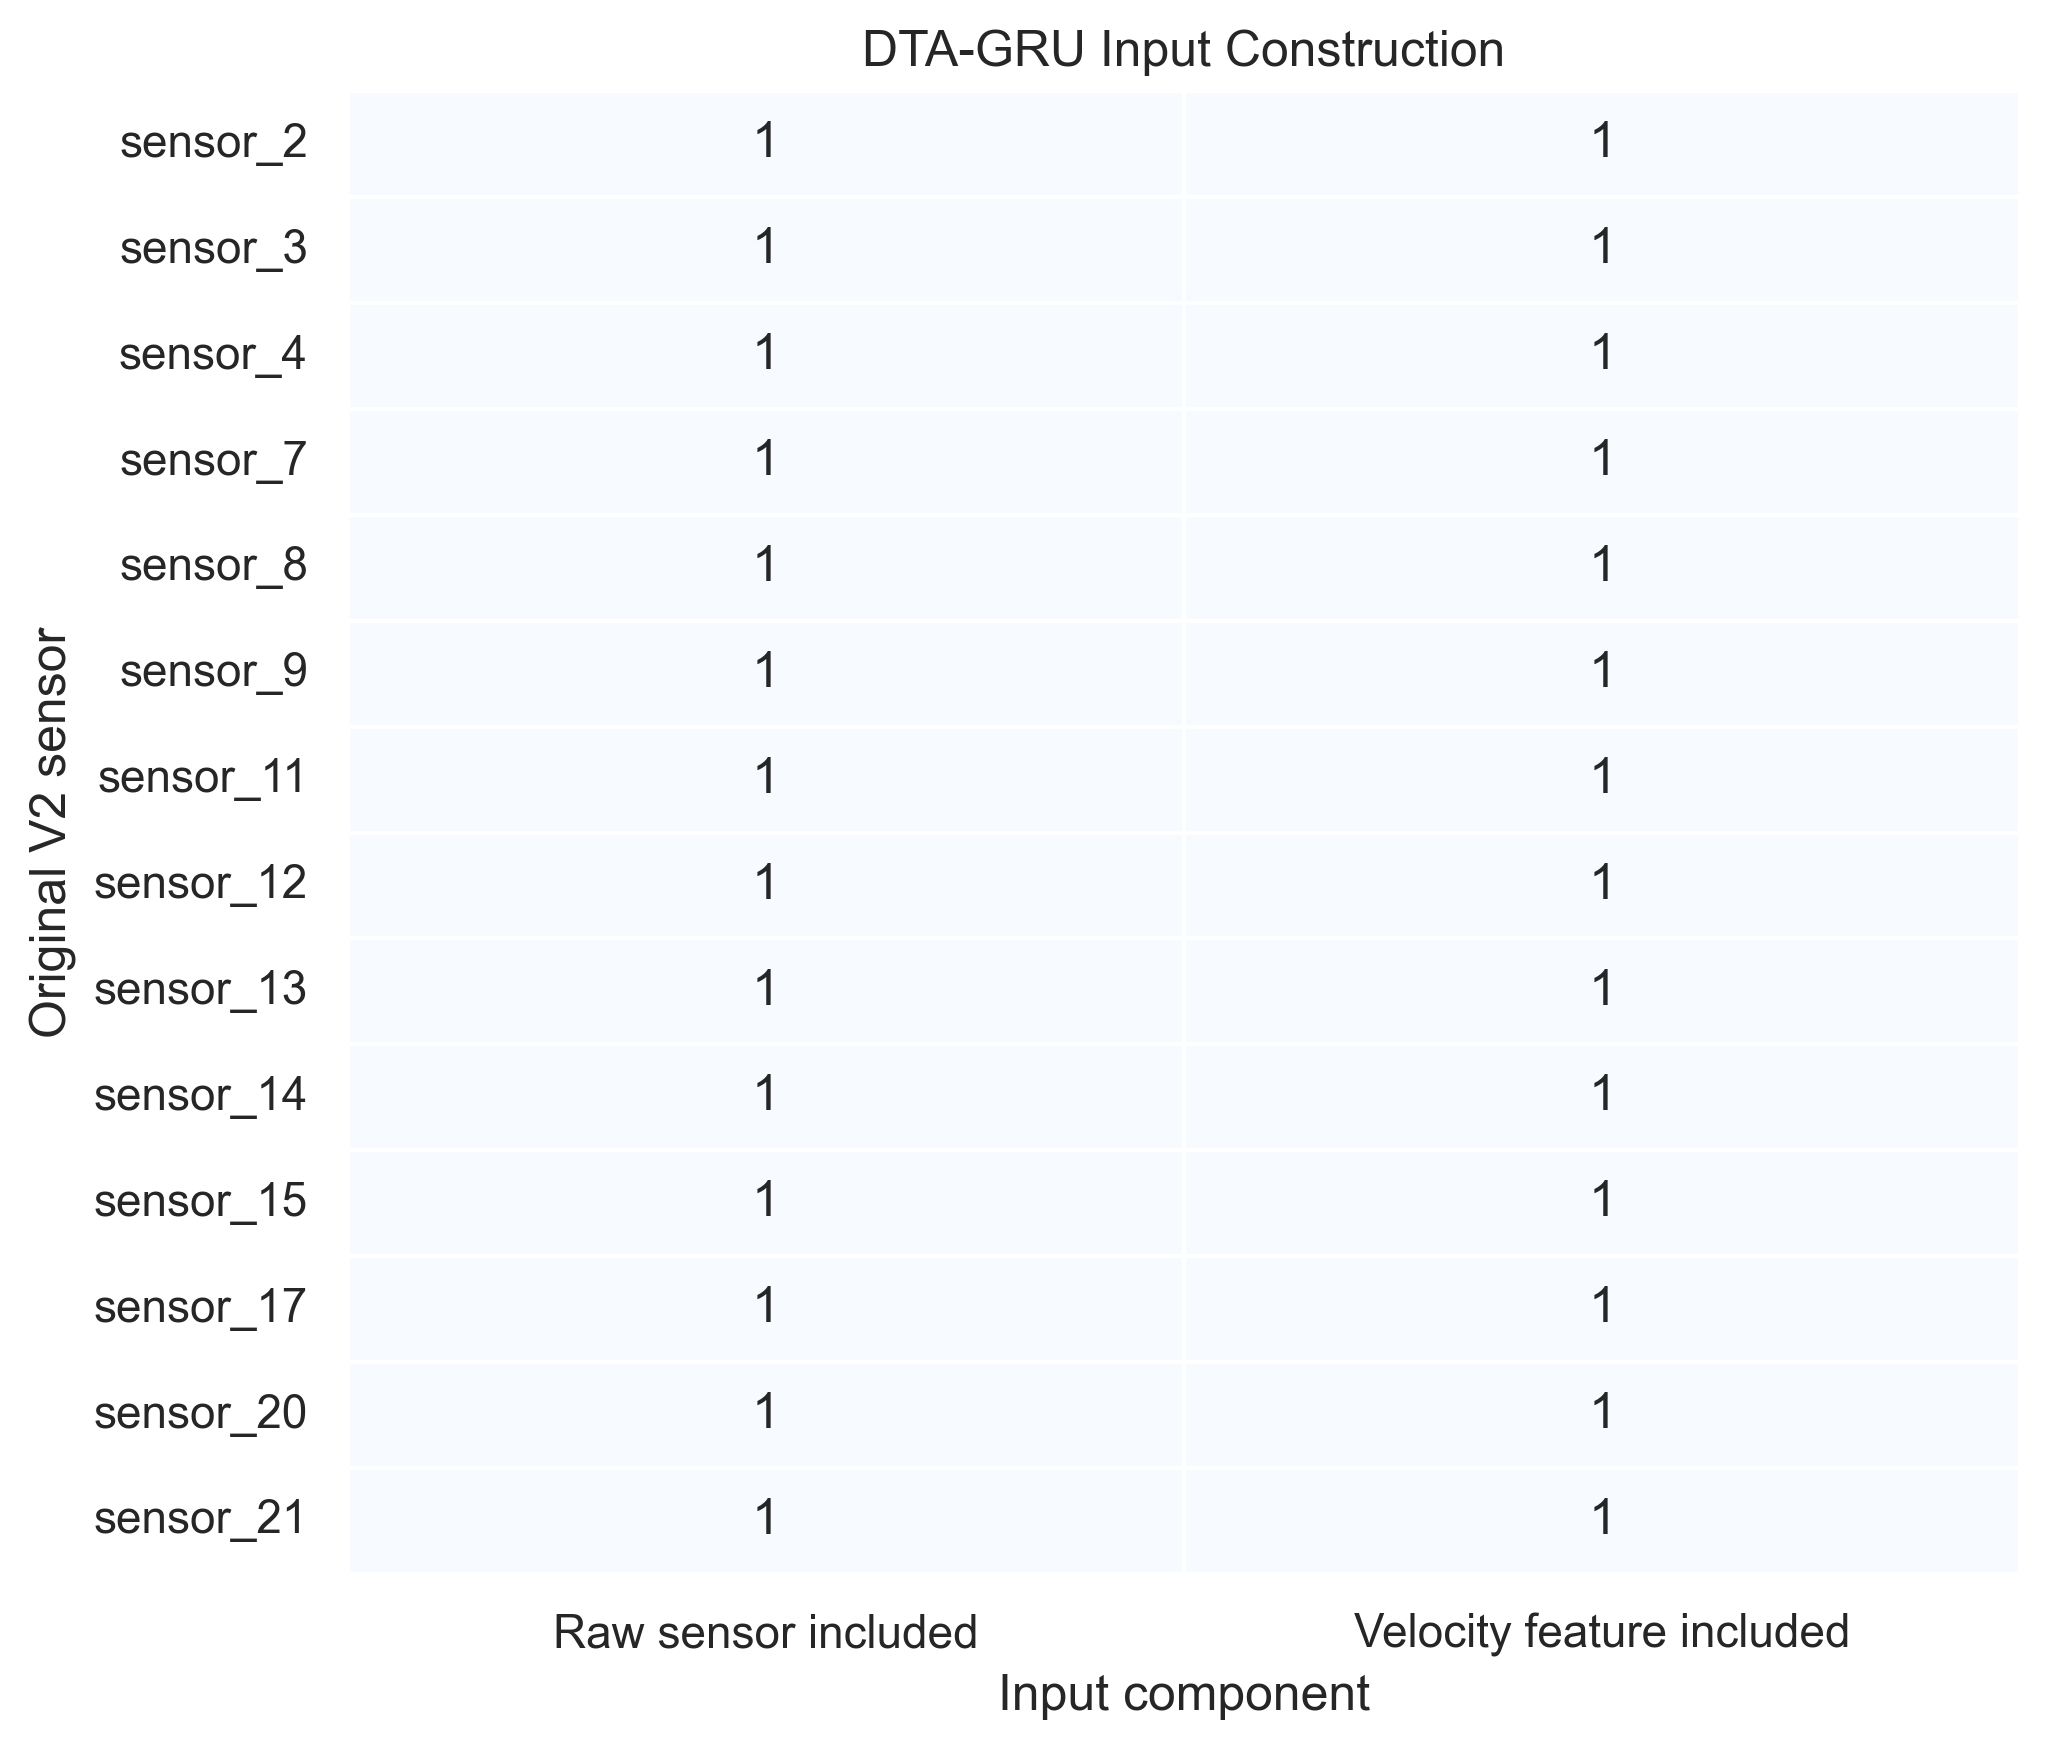 DTA-GRU Input Construction
Original V2 sensor
sensor_2 1 1
sensor_3 1 1
sensor_4 1 1
sensor_7 1 1
sensor_8 1 1
sensor_9 1 1
sensor_11 1 1
sensor_12 1 1
sensor_13 1 1
sensor_14 1 1
sensor_15 1 1
sensor_17 1 1
sensor_20 1 1
sensor_21 1 1
Raw sensor included Velocity feature included
Input component